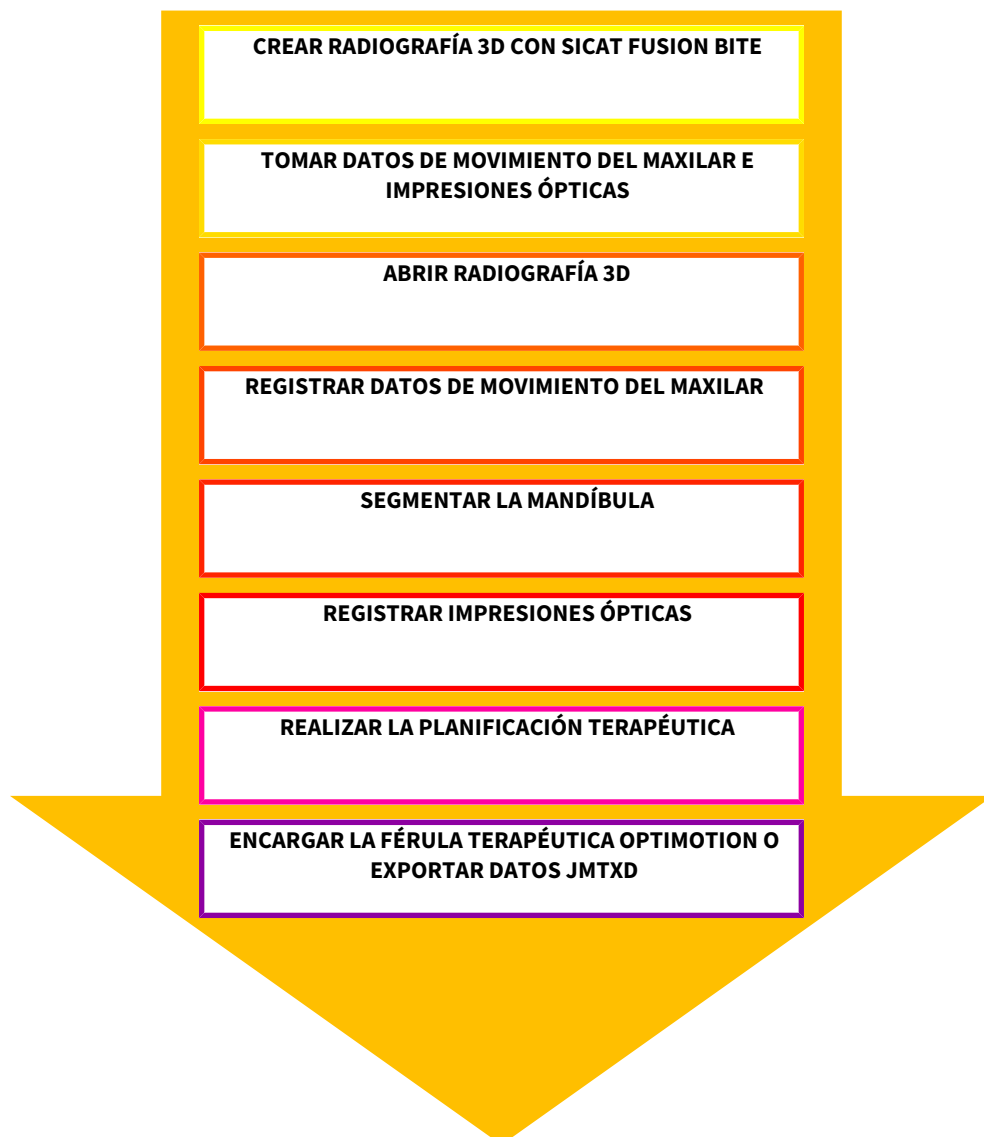 CREAR RADIOGRAFÍA 3D CON SICAT FUSION BITE
TOMAR DATOS DE MOVIMIENTO DEL MAXILAR E
IMPRESIONES ÓPTICAS
ABRIR RADIOGRAFÍA 3D
REGISTRAR DATOS DE MOVIMIENTO DEL MAXILAR
SEGMENTAR LA MANDÍBULA
REGISTRAR IMPRESIONES ÓPTICAS
REALIZAR LA PLANIFICACIÓN TERAPÉUTICA
ENCARGAR LA FÉRULA TERAPÉUTICA OPTIMOTION O
EXPORTAR DATOS JMTXD